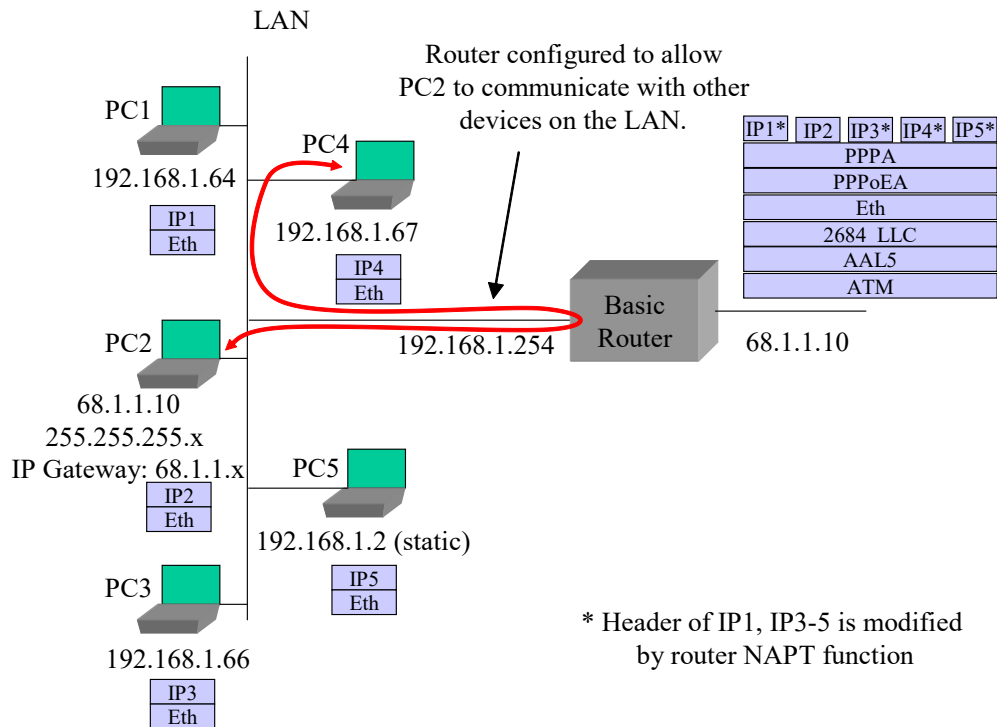 LAN
Router configured to allow
PC2 to communicate with other
devices on the LAN.
PC1
192.168.1.64
IP1
Eth
PC4
192.168.1.67
IP4
Eth
IP1* IP2 IP3* IP4* IP5*
PPPA
PPPoEA
Eth
2684 LLC
AAL5
ATM
Basic
Router
192.168.1.254
68.1.1.10
PC2
68.1.1.10
255.255.255.x
IP Gateway: 68.1.1.x
IP2
Eth
PC5
192.168.1.2 (static)
IP5
Eth
PC3
192.168.1.66
IP3
Eth
* Header of IP1, IP3-5 is modified
by router NAPT function